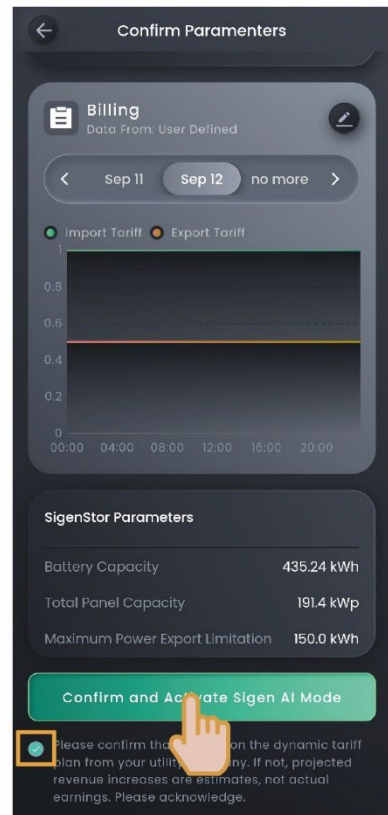 Confirm Paramenters
Billing
Data From: User Defined
Sep 11 Sep 12 no more
Import Tariff Export Tariff
1
0.8
0.6
0.4
0.2
0
00:00 04:00 08:00 12:00 16:00 20:00
SigenStor Parameters
Battery Capacity 435.24 kWh
Total Panel Capacity 191.4 kWp
Maximum Power Export Limitation 150.0 kWh
Confirm and Activate Sigen AI Mode
Please confirm on the dynamic tariff
plan from your utility. If not, projected
revenue increases are estimates, not actual
earnings. Please acknowledge.